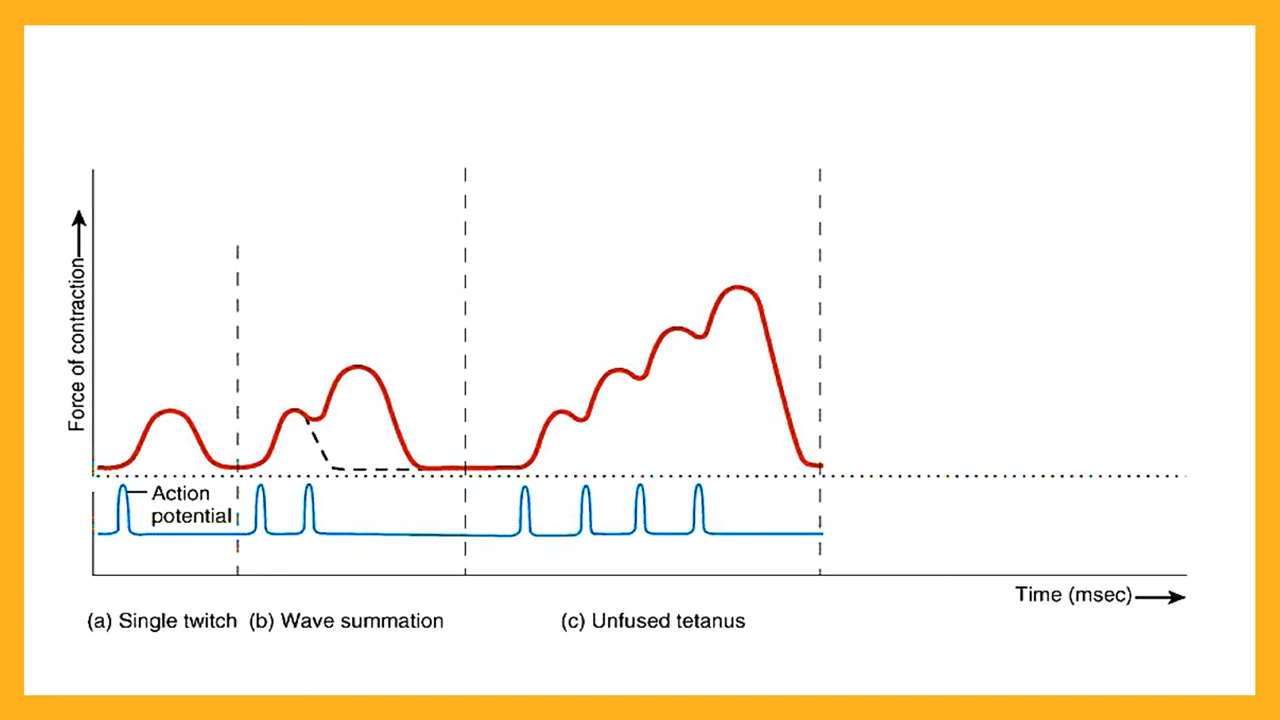 Force of contraction
Action
potential
Time (msec)
(a) Single twitch
(b) Wave summation
(c) Unfused tetanus